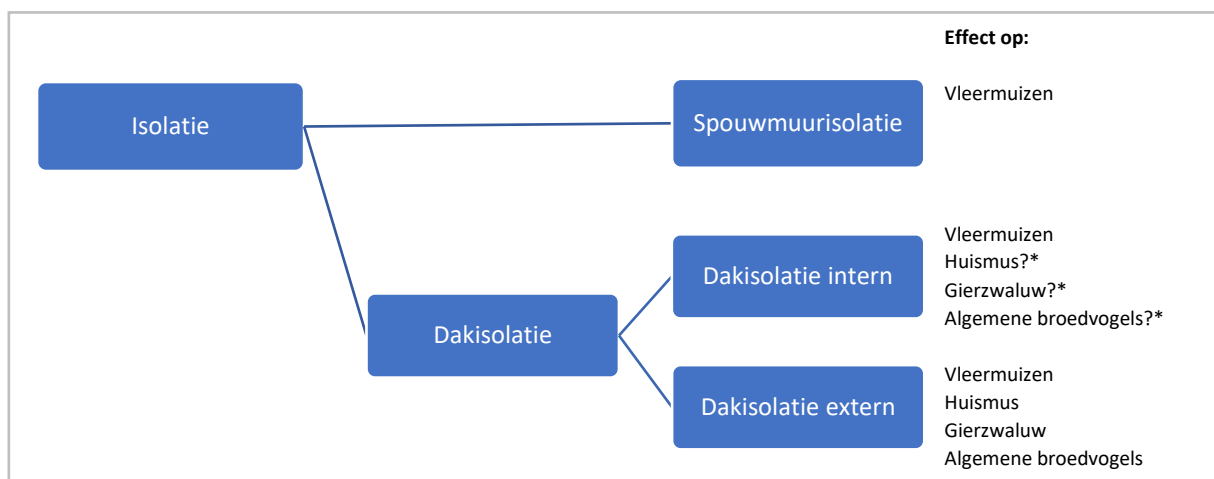 Effect op:
Isolatie
Spouwmuurisolatie
Vleermuizen
Dakisolatie
Dakisolatie intern
Vleermuizen
Huismus?*
Gierzwaluw?*
Algemene broedvogels?*
Dakisolatie extern
Vleermuizen
Huismus
Gierzwaluw
Algemene broedvogels